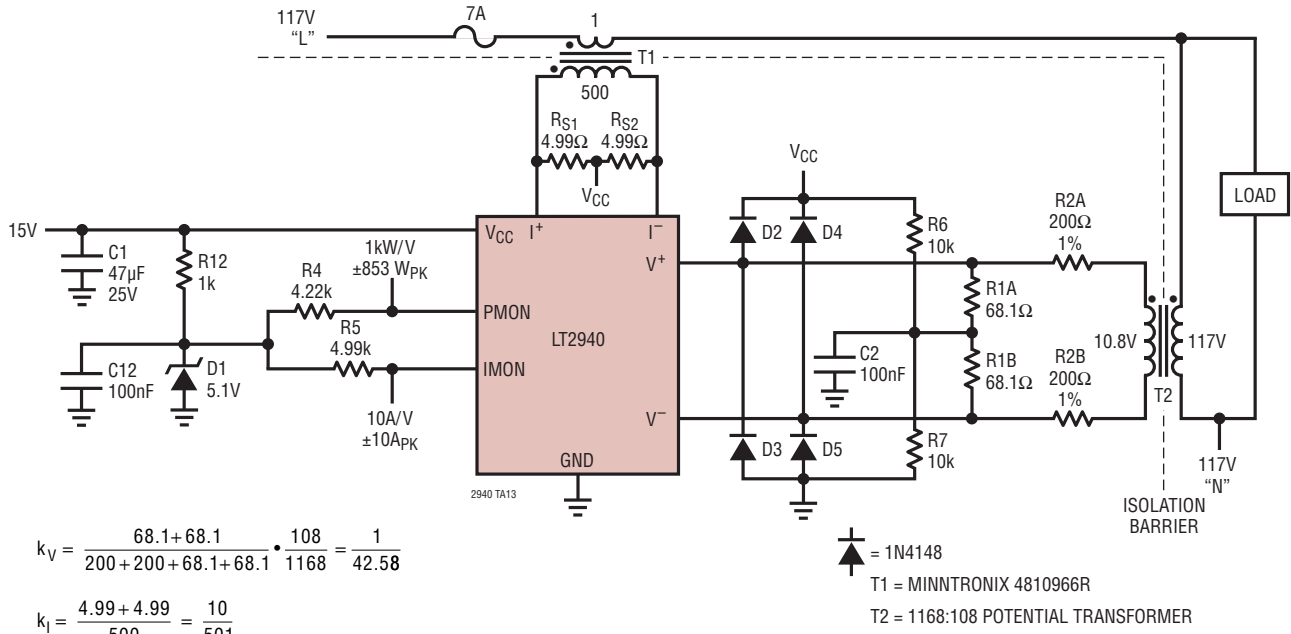 117V
“L”
7A
1
T1
500
RS1
4.99Ω
RS2
4.99Ω
VCC
VCC
15V
C1
47µF
25V
R12
1k
R4
4.22k
1kW/V
±853 WPK
R5
4.99k
C12
100nF
D1
5.1V
10A/V
±10APK
VCC
I+
I−
V+
PMON
LT2940
IMON
V−
GND
2940 TA13
D2
D4
R6
10k
R2A
200Ω
1%
LOAD
R1A
68.1Ω
C2
100nF
R1B
68.1Ω
10.8V
117V
R2B
200Ω
1%
T2
D3
D5
R7
10k
117V
“N”
ISOLATION
BARRIER
kV = 68.1+68.1 / 200+200+68.1+68.1 • 108 / 1168 = 1 / 42.58
kI = 4.99+4.99 / 500 = 10 / 501
= 1N4148
T1 = MINNTRONIX 4810966R
T2 = 1168:108 POTENTIAL TRANSFORMER